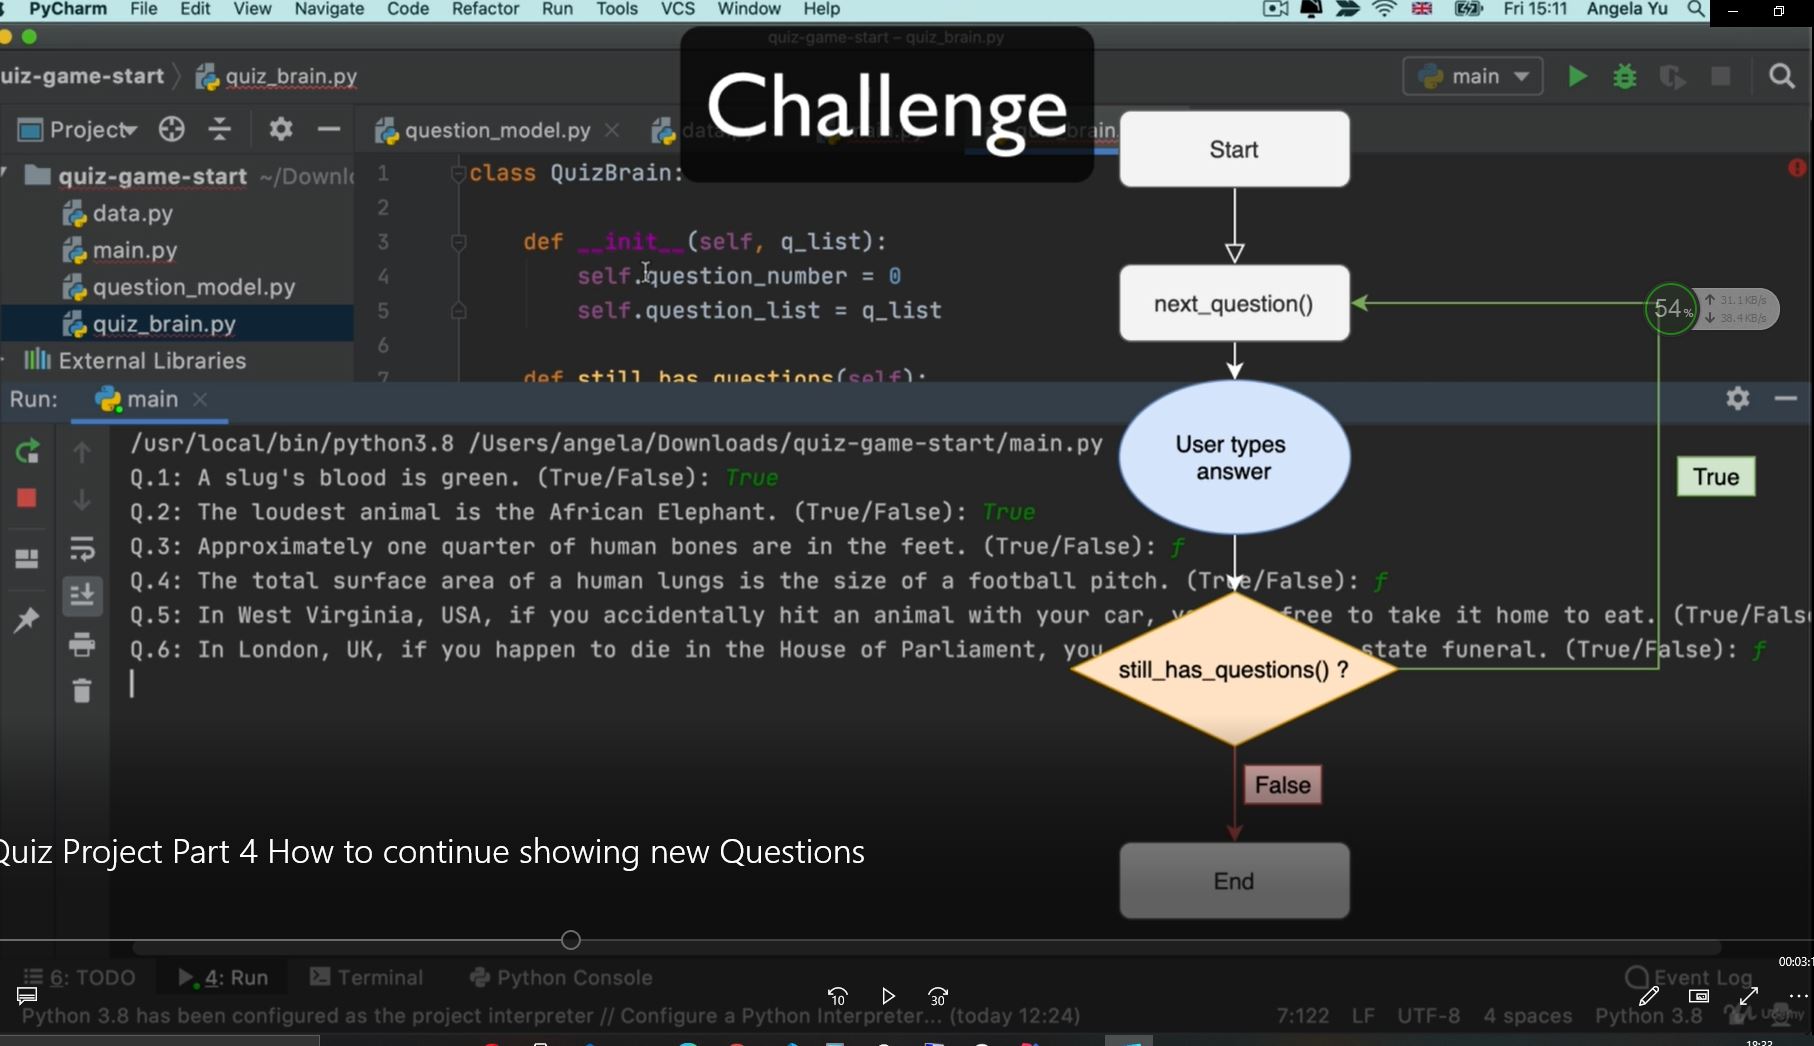 PyCharm File Edit View Navigate Code Refactor Run Tools VCS Window Help Fri 15:11 Angela Yu
quiz-game-start – quiz_brain.py
uiz-game-start quiz_brain.py main
Challenge
Project question_model.py
quiz-game-start ~/Downl
data.py
main.py
question_model.py
quiz_brain.py
External Libraries
1 class QuizBrain:
2
3 def __init__(self, q_list):
4 self.question_number = 0
5 self.question_list = q_list
6
7 def still_has_questions(self):
Start
next_question()
User types
answer
still_has_questions() ?
True
False
End
54% 31.1KB/s
38.4KB/s
Run: main
/usr/local/bin/python3.8 /Users/angela/Downloads/quiz-game-start/main.py
Q.1: A slug's blood is green. (True/False): True
Q.2: The loudest animal is the African Elephant. (True/False): True
Q.3: Approximately one quarter of human bones are in the feet. (True/False): f
Q.4: The total surface area of a human lungs is the size of a football pitch. (True/False): f
Q.5: In West Virginia, USA, if you accidentally hit an animal with your car, free to take it home to eat. (True/Fals
Q.6: In London, UK, if you happen to die in the House of Parliament, you state funeral. (True/False): f
Quiz Project Part 4 How to continue showing new Questions
00:03:1
6: TODO 4: Run Terminal Python Console Event Log
10 30
Python 3.8 has been configured as the project interpreter // Configure a Python Interpreter... (today 12:24) 7:122 LF UTF-8 4 spaces Python 3.8
Udemy